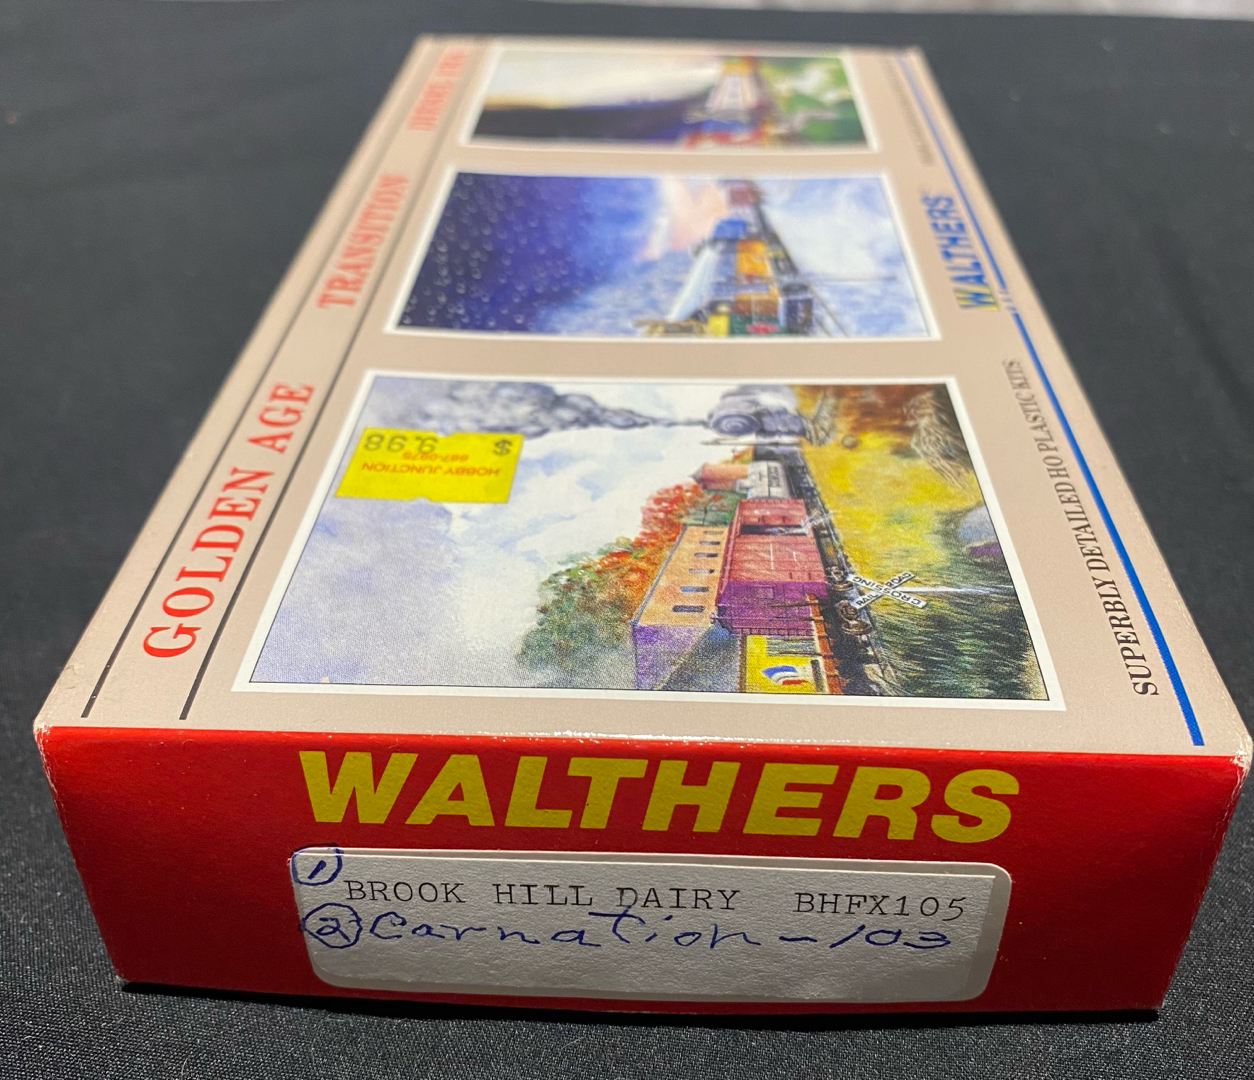 GOLDEN AGE
TRANSITION
WALTHERS
SUPERBLY DETAILED HO PLASTIC KITS
HOBBY JUNCTION
$ 9.98
CROSSING
WALTHERS
1 BROOK HILL DAIRY BHFX105
2 Carnation - 103